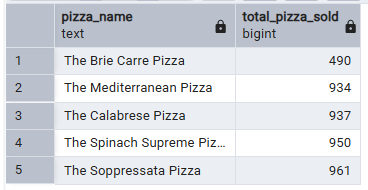 pizza_name total_pizza_sold
text bigint
1 The Brie Carre Pizza 490
2 The Mediterranean Pizza 934
3 The Calabrese Pizza 937
4 The Spinach Supreme Piz... 950
5 The Soppressata Pizza 961